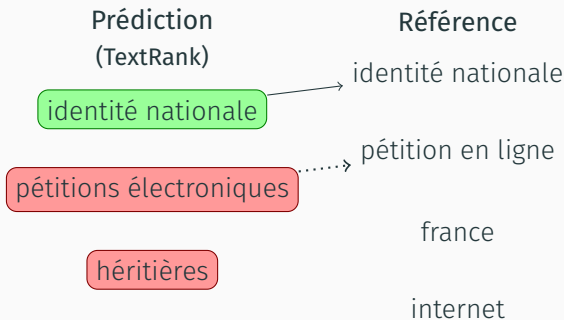 Prédiction
(TextRank)
identité nationale
pétitions électroniques
héritières
Référence
identité nationale
pétition en ligne
france
internet